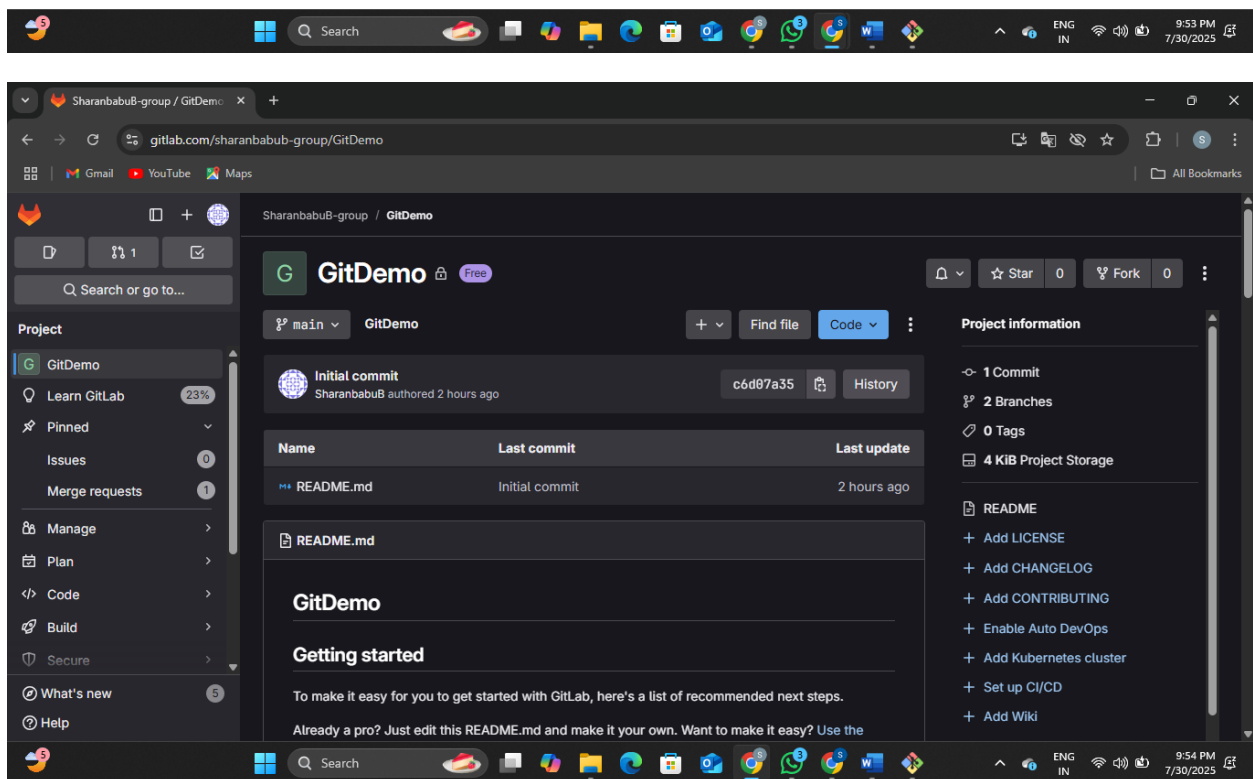 5
Search
3
ENG
IN
9:53 PM
7/30/2025
SharanbabuB-group / GitDemo
gitlab.com/sharanbabub-group/GitDemo
S
Gmail
YouTube
Maps
All Bookmarks
1
Search or go to...
Project
G GitDemo
Learn GitLab 23%
Pinned
Issues 0
Merge requests 1
Manage
Plan
Code
Build
Secure
What's new 5
Help
SharanbabuB-group / GitDemo
G GitDemo Free
Star 0 Fork 0
main GitDemo Find file Code
Initial commit
SharanbabuB authored 2 hours ago
c6d07a35 History
Name Last commit Last update
README.md Initial commit 2 hours ago
README.md
GitDemo
Getting started
To make it easy for you to get started with GitLab, here's a list of recommended next steps.
Already a pro? Just edit this README.md and make it your own. Want to make it easy? Use the
Project information
1 Commit
2 Branches
0 Tags
4 KiB Project Storage
README
+ Add LICENSE
+ Add CHANGELOG
+ Add CONTRIBUTING
+ Enable Auto DevOps
+ Add Kubernetes cluster
+ Set up CI/CD
+ Add Wiki
5
Search
3
ENG
IN
9:54 PM
7/30/2025